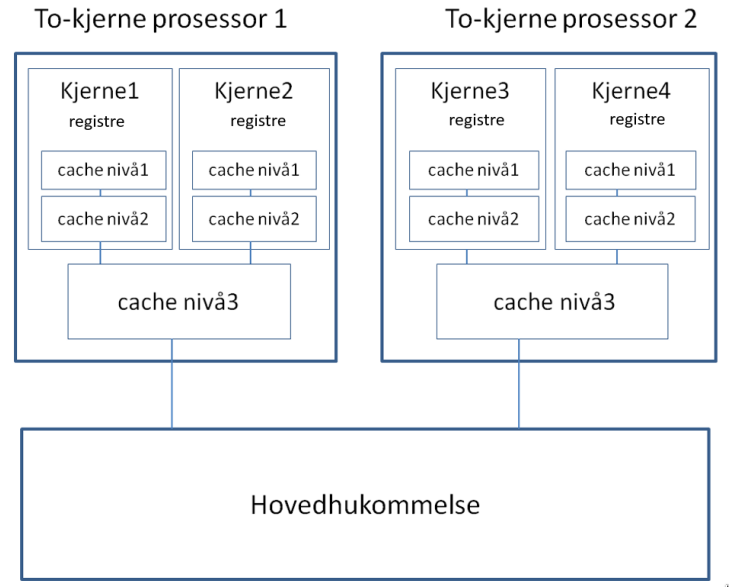 To-kjerne prosessor 1
To-kjerne prosessor 2
Kjerne1
registre
cache nivå1
cache nivå2
Kjerne2
registre
cache nivå1
cache nivå2
cache nivå3
Kjerne3
registre
cache nivå1
cache nivå2
Kjerne4
registre
cache nivå1
cache nivå2
cache nivå3
Hovedhukommelse